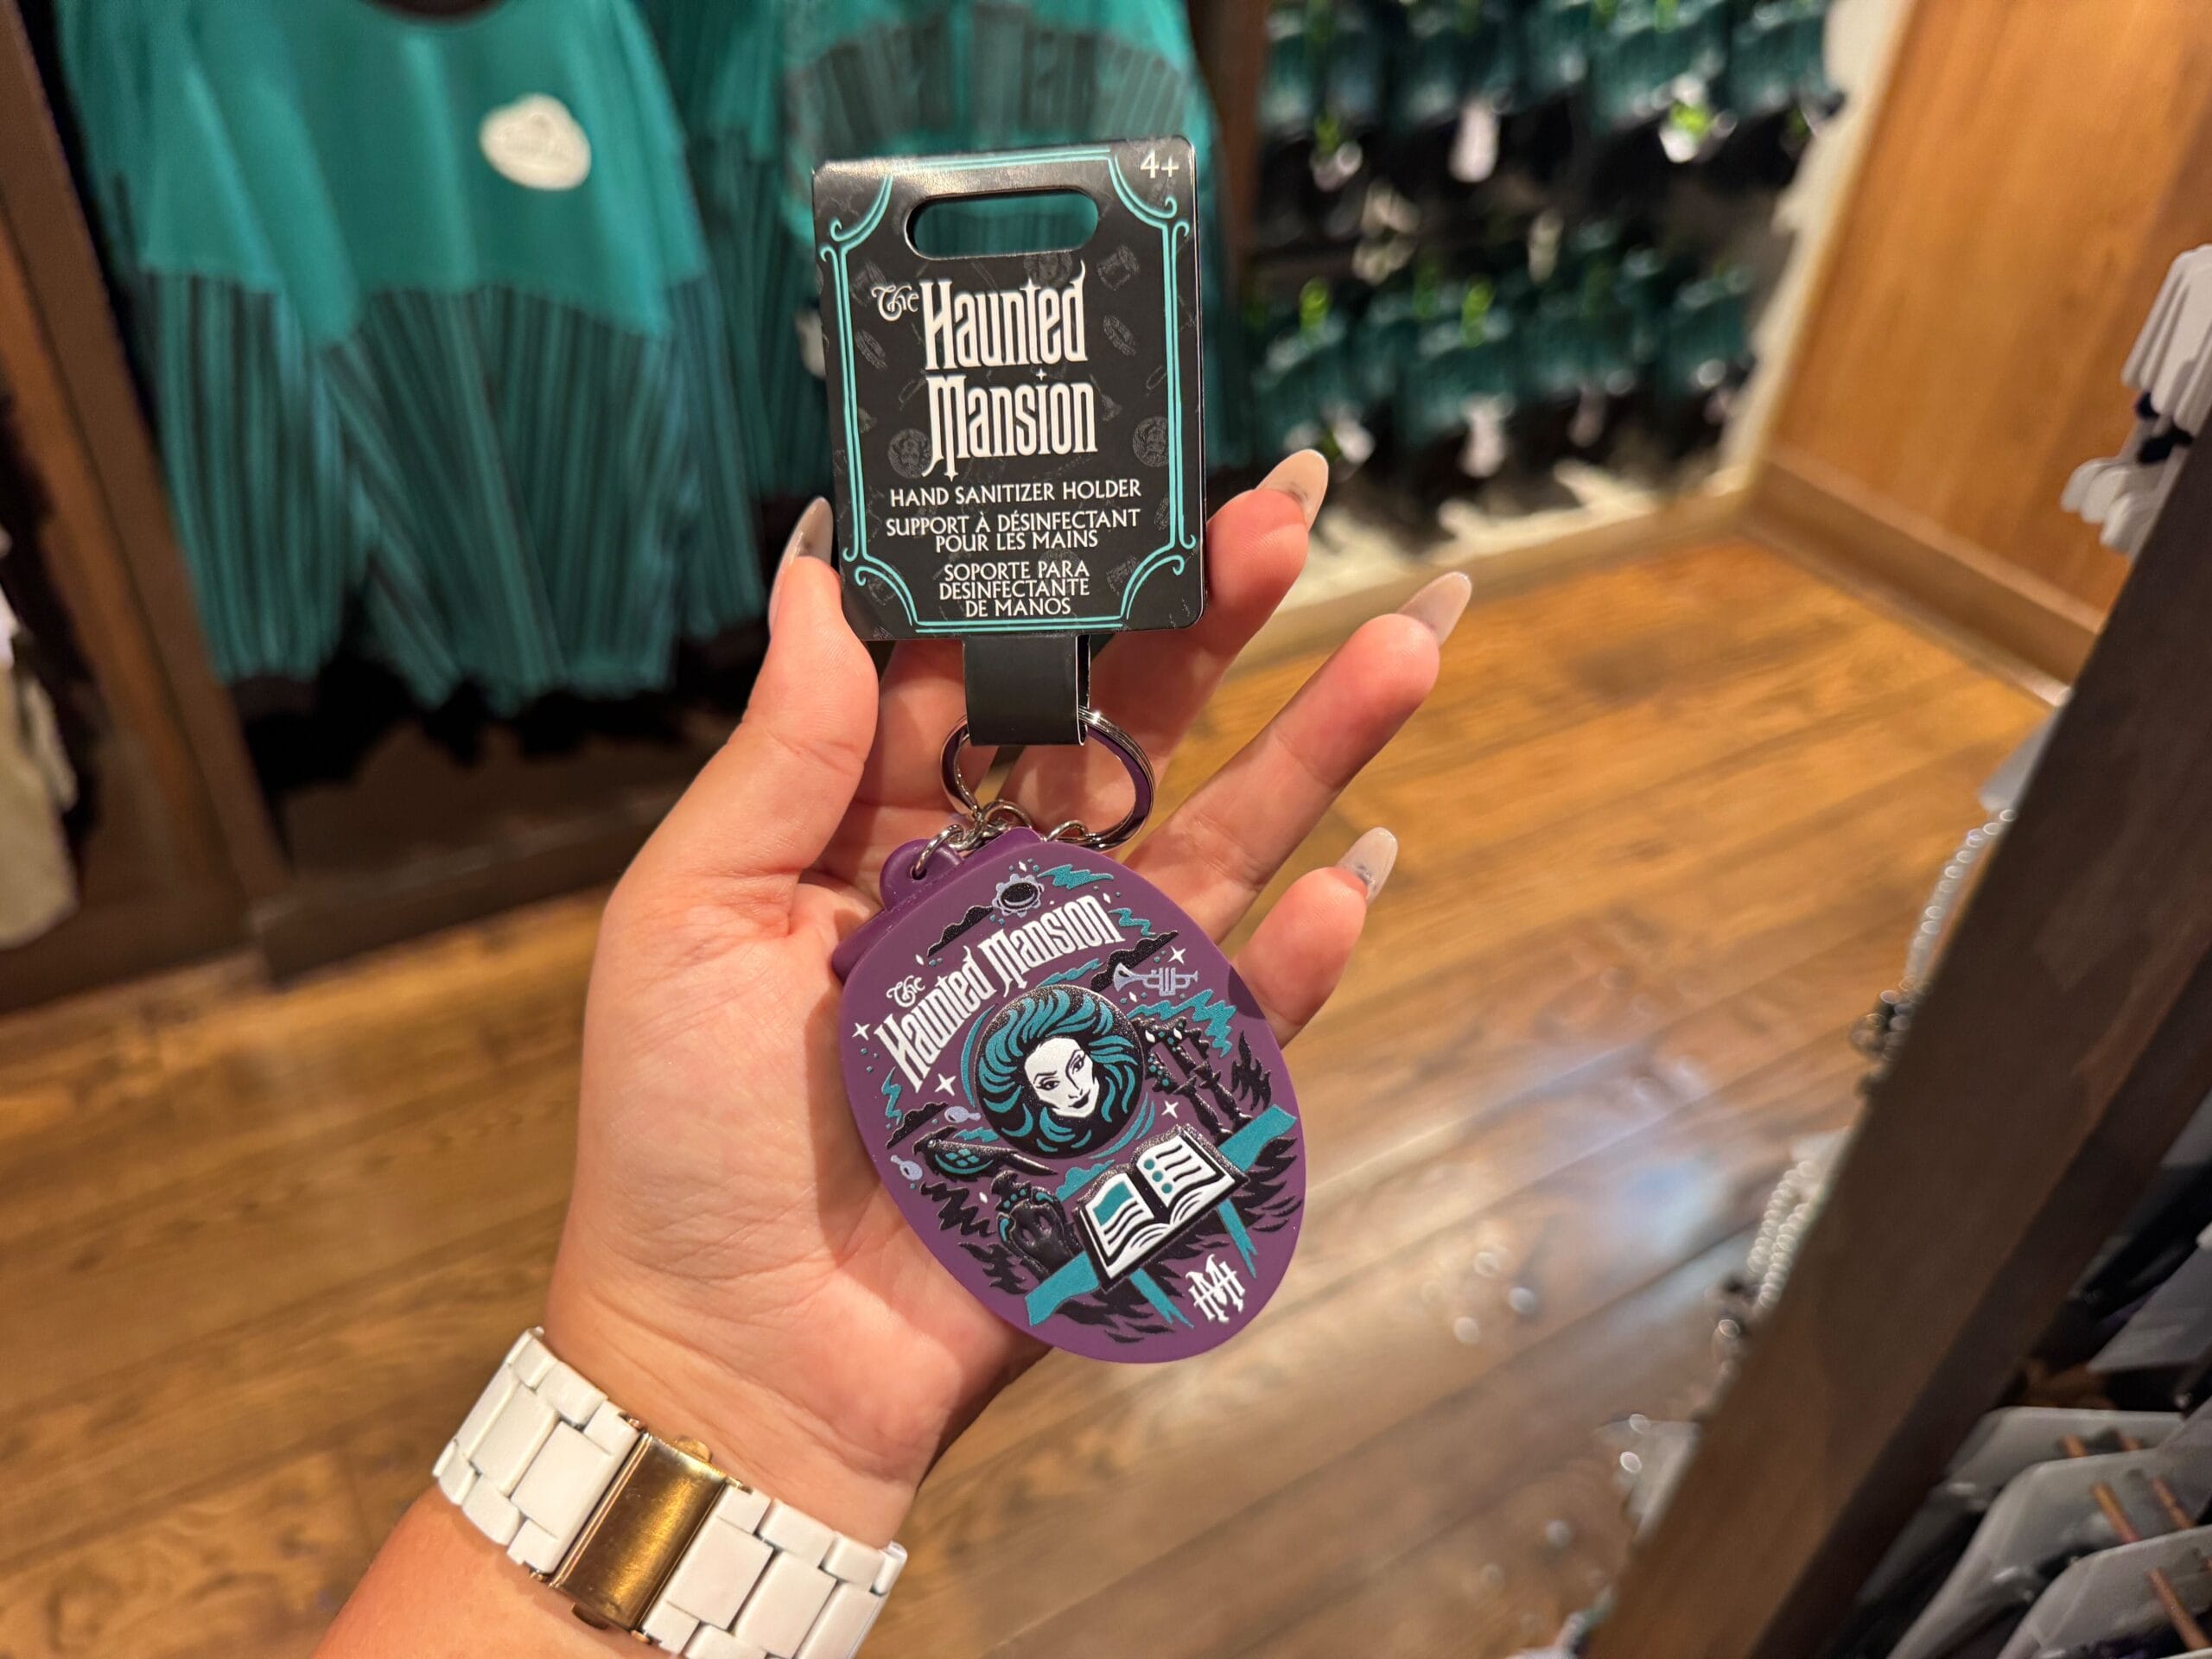 4+
The Haunted
Mansion
HAND SANITIZER HOLDER
SUPPORT À DÉSINFECTANT
POUR LES MAINS
SOPORTE PARA
DESINFECTANTE
DE MANOS
The Haunted Mansion
HM